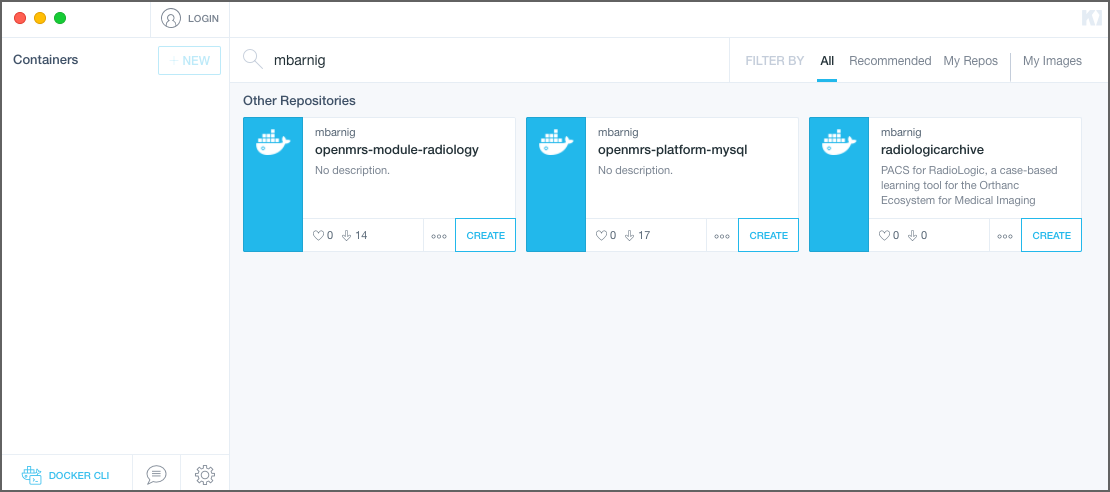 LOGIN
Containers
+ NEW
mbarnig
FILTER BY All Recommended My Repos My Images
Other Repositories
mbarnig
openmrs-module-radiology
No description.
0 14 CREATE
mbarnig
openmrs-platform-mysql
No description.
0 17 CREATE
mbarnig
radiologicarchive
PACS for RadioLogic, a case-based
learning tool for the Orthanc
Ecosystem for Medical Imaging
0 0 CREATE
DOCKER CLI